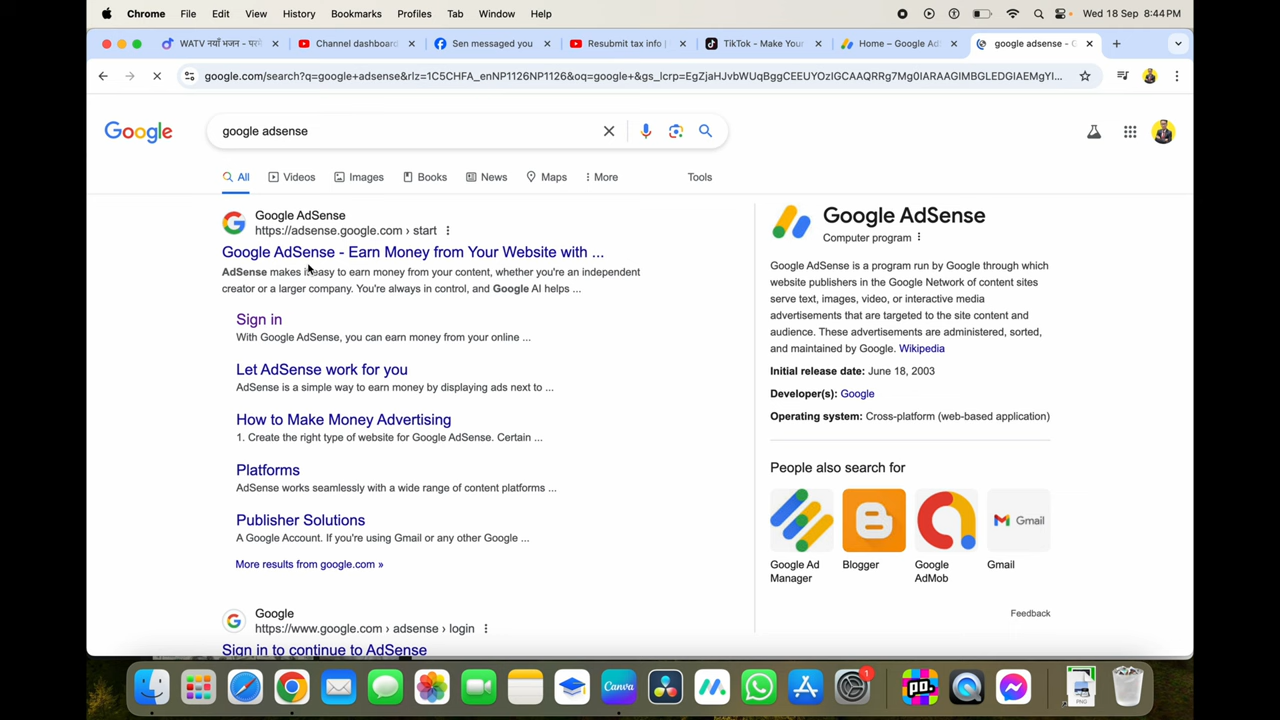 Chrome File Edit View History Bookmarks Profiles Tab Window Help Wed 18 Sep 8:44 PM
WATV नयाँ भजन - परमे Channel dashboard Sen messaged you Resubmit tax info TikTok - Make Your Home – Google Ad google adsense - G
google.com/search?q=google+adsense&rlz=1C5CHFA_enNP1126NP1126&oq=google+&gs_lcrp=EgZjaHJvbWUqBggCEEUYOzIGCAAQRRg7Mg0IARAAGIMBGLEDGIAEMgYI...
Google google adsense
All Videos Images Books News Maps More Tools
Google AdSense
https://adsense.google.com › start
Google AdSense - Earn Money from Your Website with ...
AdSense makes it easy to earn money from your content, whether you're an independent
creator or a larger company. You're always in control, and Google AI helps ...
Sign in
With Google AdSense, you can earn money from your online ...
Let AdSense work for you
AdSense is a simple way to earn money by displaying ads next to ...
How to Make Money Advertising
1. Create the right type of website for Google AdSense. Certain ...
Platforms
AdSense works seamlessly with a wide range of content platforms ...
Publisher Solutions
A Google Account. If you're using Gmail or any other Google ...
More results from google.com »
Google
https://www.google.com › adsense › login
Sign in to continue to AdSense
Google AdSense
Computer program
Google AdSense is a program run by Google through which
website publishers in the Google Network of content sites
serve text, images, video, or interactive media
advertisements that are targeted to the site content and
audience. These advertisements are administered, sorted,
and maintained by Google. Wikipedia
Initial release date: June 18, 2003
Developer(s): Google
Operating system: Cross-platform (web-based application)
People also search for
Gmail
Google Ad
Manager
Blogger
Google
AdMob
Gmail
Feedback
Canva po. 1 PNG